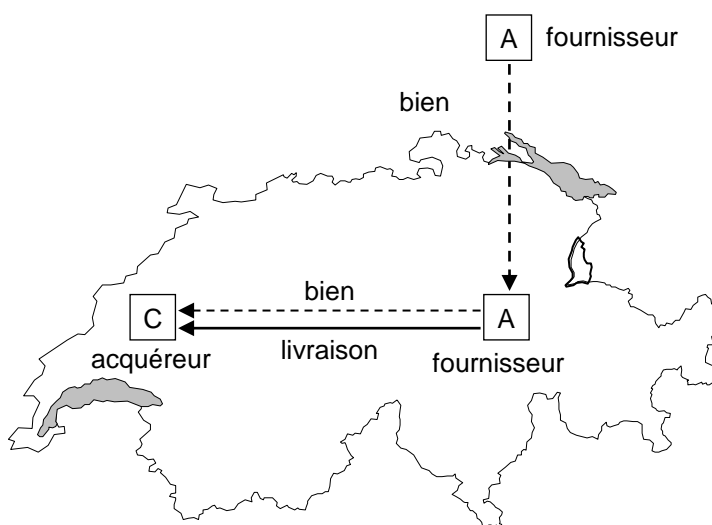 A fournisseur
bien
bien
C A
livraison
acquéreur fournisseur